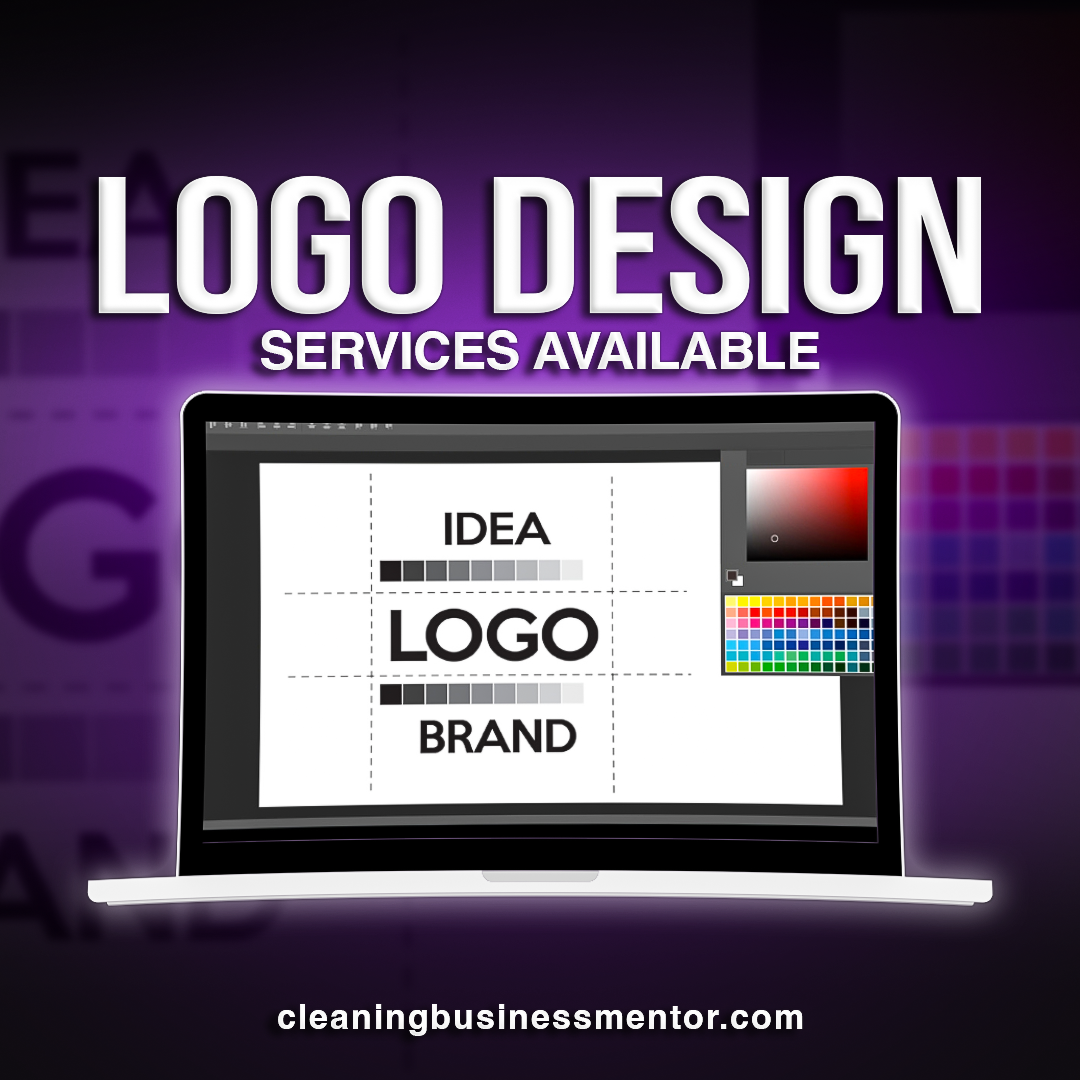 LOGO DESIGN
SERVICES AVAILABLE
IDEA
LOGO
BRAND
cleaningbusinessmentor.com